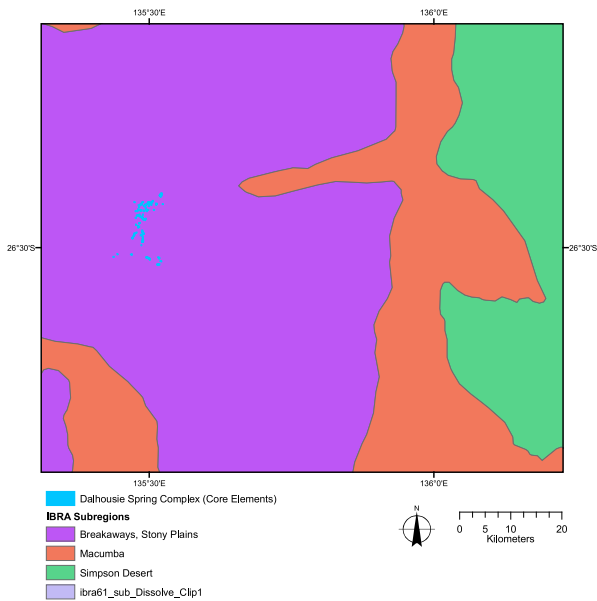 135°30'E 136°0'E
26°30'S 26°30'S
135°30'E 136°0'E
Dalhousie Spring Complex (Core Elements)
IBRA Subregions
Breakaways, Stony Plains
Macumba
Simpson Desert
ibra61_sub_Dissolve_Clip1
N
0 5 10 15 20
Kilometers